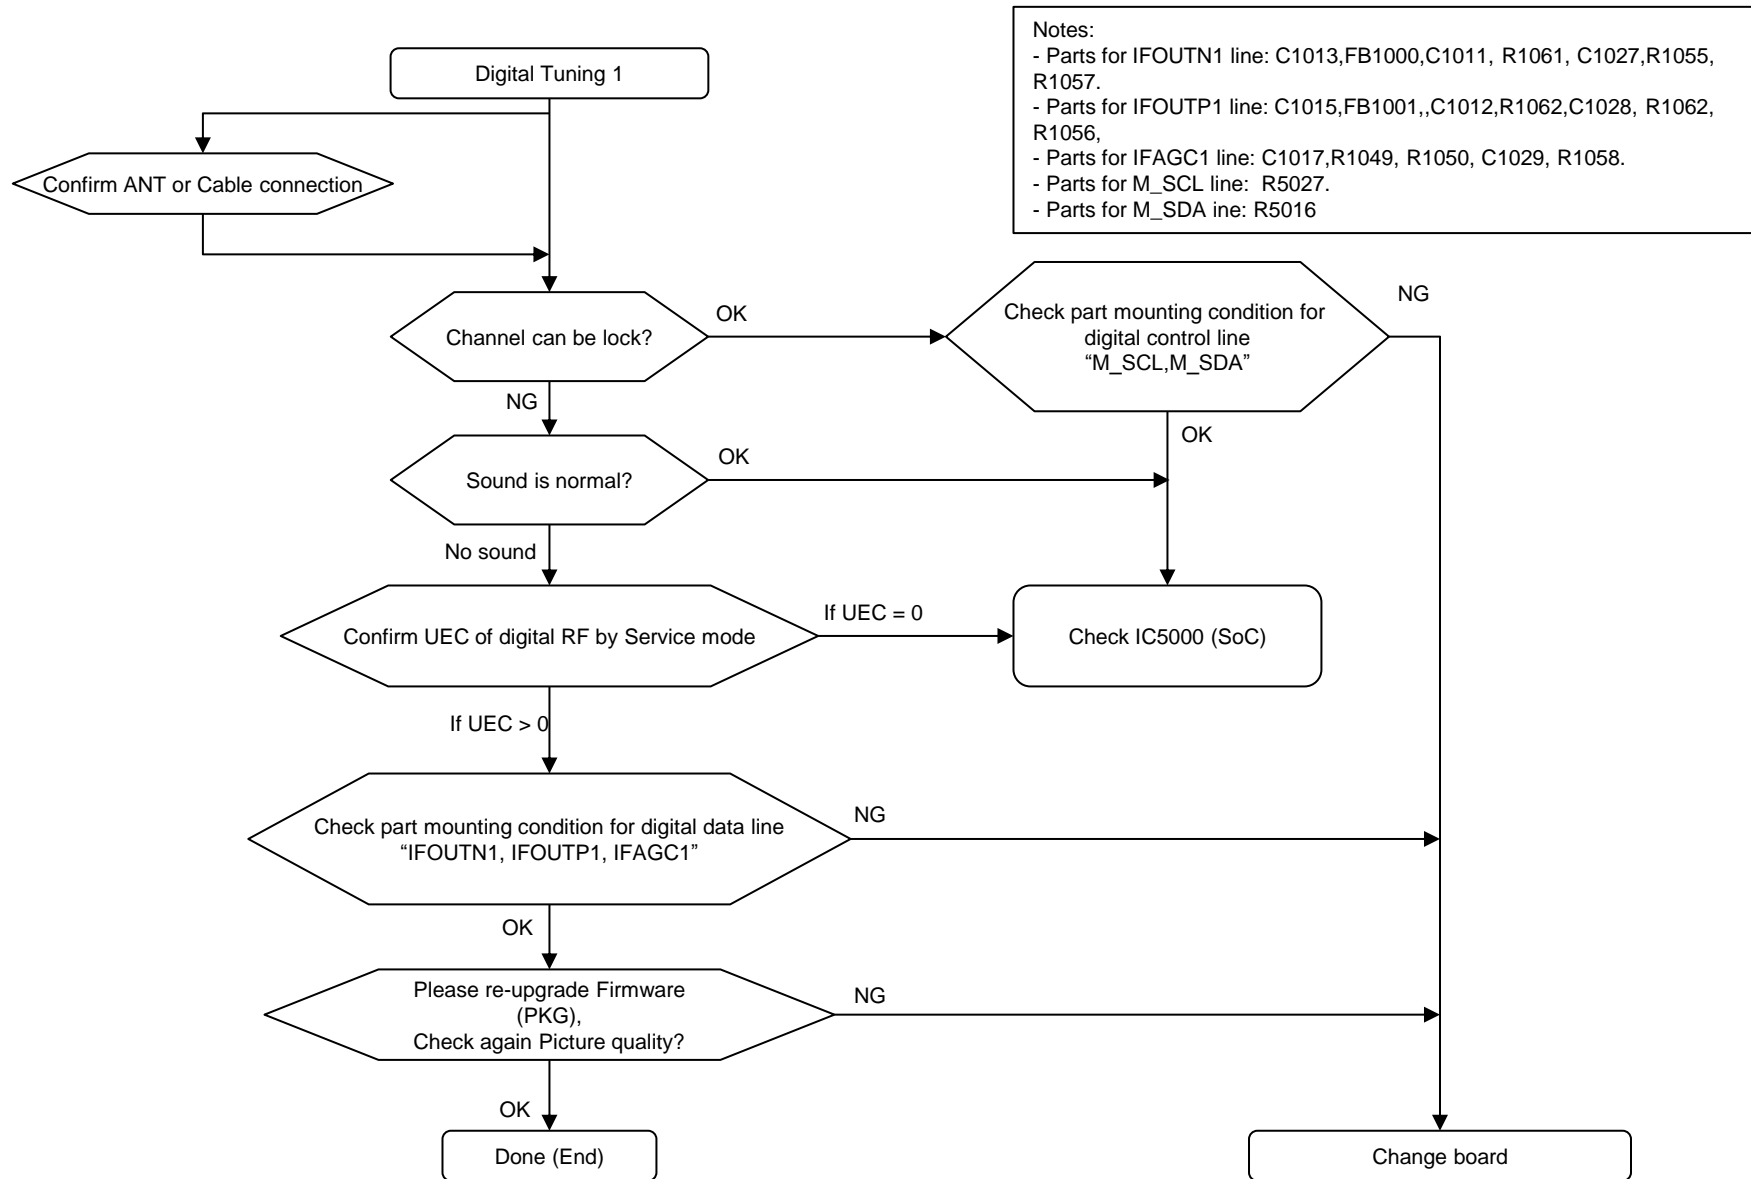 Notes:
- Parts for IFOUTN1 line: C1013,FB1000,C1011, R1061, C1027,R1055,
R1057.
- Parts for IFOUTP1 line: C1015,FB1001,,C1012,R1062,C1028, R1062,
R1056,
- Parts for IFAGC1 line: C1017,R1049, R1050, C1029, R1058.
- Parts for M_SCL line:  R5027.
- Parts for M_SDA ine: R5016
Digital Tuning 1
Confirm ANT or Cable connection
Channel can be lock?
OK
Check part mounting condition for
digital control line
“M_SCL,M_SDA”
NG
NG
OK
Sound is normal?
OK
No sound
Confirm UEC of digital RF by Service mode
If UEC = 0
Check IC5000 (SoC)
If UEC > 0
Check part mounting condition for digital data line
“IFOUTN1, IFOUTP1, IFAGC1”
NG
OK
Please re-upgrade Firmware
(PKG),
Check again Picture quality?
NG
OK
Done (End)
Change board